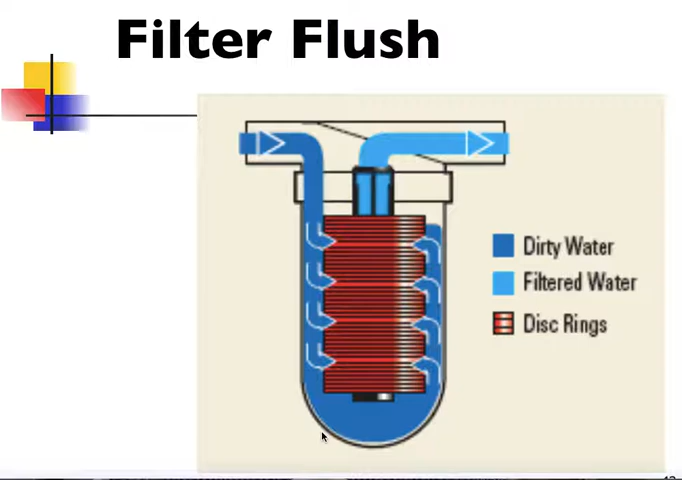 Filter Flush
Dirty Water
Filtered Water
Disc Rings